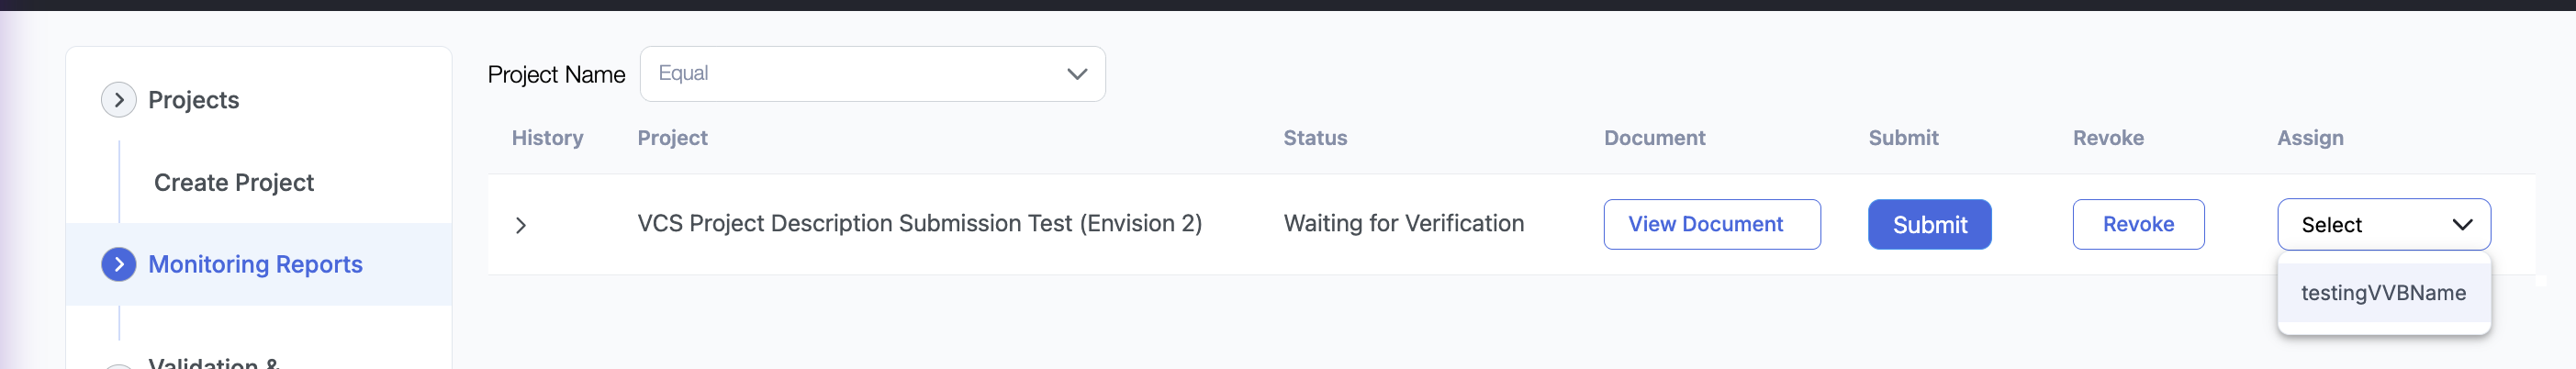 Projects
Create Project
Monitoring Reports
Validation &
Project Name Equal
History Project Status Document Submit Revoke Assign
VCS Project Description Submission Test (Envision 2) Waiting for Verification View Document Submit Revoke Select
testingVVBName